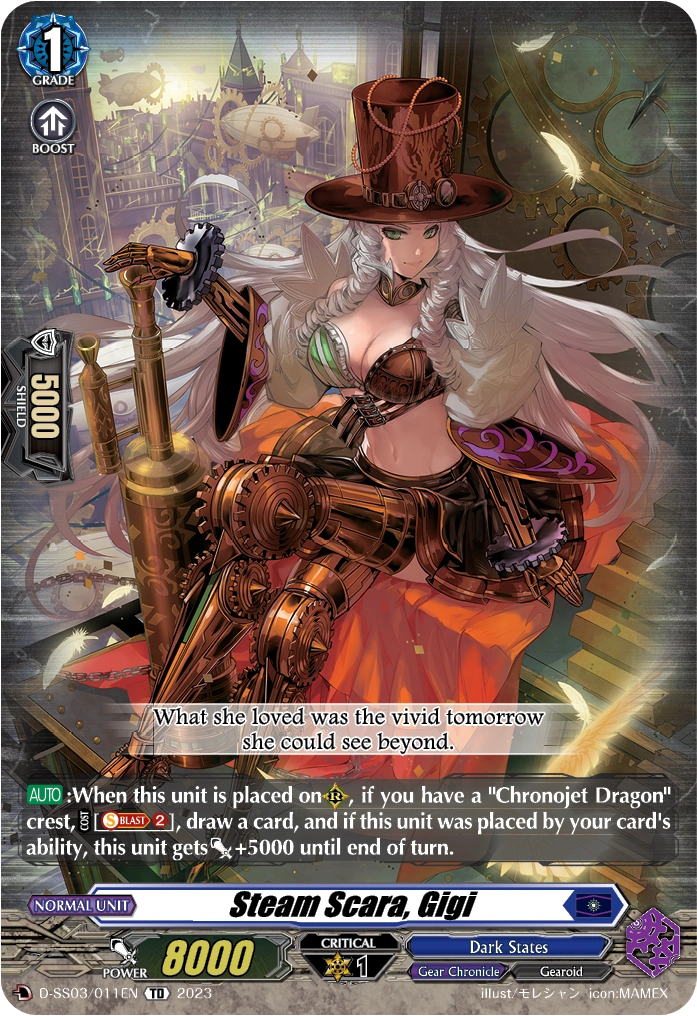 1
GRADE
BOOST
5000
SHIELD
What she loved was the vivid tomorrow
she could see beyond.
AUTO:When this unit is placed on R, if you have a "Chronojet Dragon"
crest, COST [S BLAST 2], draw a card, and if this unit was placed by your card's
ability, this unit gets +5000 until end of turn.
NORMAL UNIT
Steam Scara, Gigi
POWER 8000
CRITICAL
1
Dark States
Gear Chronicle
Gearoid
D-SS03/011EN TD 2023
illust/モレシャン icon:MAMEX